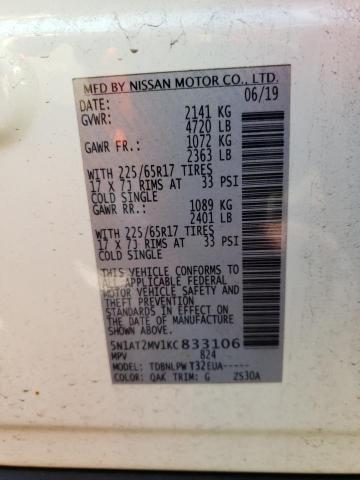 MFD BY NISSAN MOTOR CO., LTD.
DATE: 06/19
GVWR: 2141 KG
4720 LB
GAWR FR.: 1072 KG
2363 LB
WITH 225/65R17 TIRES
17 X 7J RIMS AT 33 PSI
COLD SINGLE
GAWR RR.: 1089 KG
2401 LB
WITH 225/65R17 TIRES
17 X 7J RIMS AT 33 PSI
COLD SINGLE
THIS VEHICLE CONFORMS TO
ALL APPLICABLE FEDERAL
MOTOR VEHICLE SAFETY AND
THEFT PREVENTION
STANDARDS IN EFFECT ON
THE DATE OF MANUFACTURE
SHOWN ABOVE.
5N1AT2MV1KC833106
MPV 824
MODEL: TDBNLPW T32EUA-----
COLOR: QAK TRIM: G ZS30A